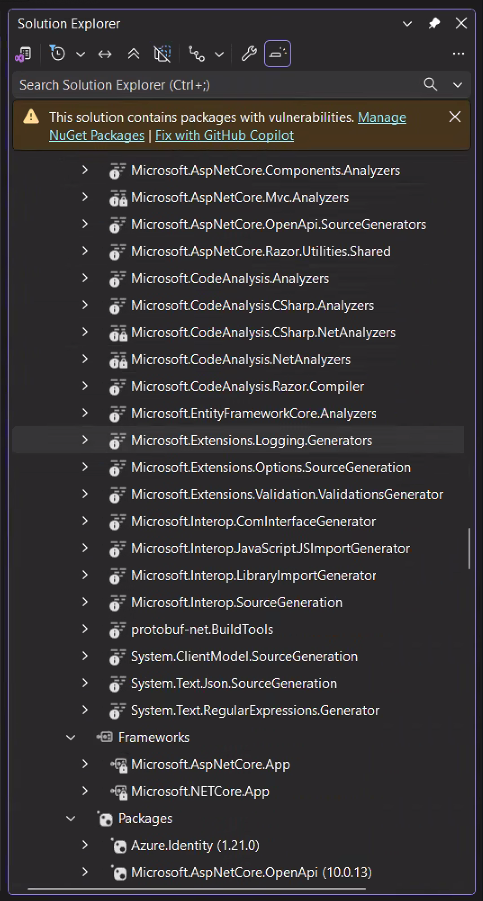 Solution Explorer
Search Solution Explorer (Ctrl+;)
This solution contains packages with vulnerabilities. Manage
NuGet Packages | Fix with GitHub Copilot
Microsoft.AspNetCore.Components.Analyzers
Microsoft.AspNetCore.Mvc.Analyzers
Microsoft.AspNetCore.OpenApi.SourceGenerators
Microsoft.AspNetCore.Razor.Utilities.Shared
Microsoft.CodeAnalysis.Analyzers
Microsoft.CodeAnalysis.CSharp.Analyzers
Microsoft.CodeAnalysis.CSharp.NetAnalyzers
Microsoft.CodeAnalysis.NetAnalyzers
Microsoft.CodeAnalysis.Razor.Compiler
Microsoft.EntityFrameworkCore.Analyzers
Microsoft.Extensions.Logging.Generators
Microsoft.Extensions.Options.SourceGeneration
Microsoft.Extensions.Validation.ValidationsGenerator
Microsoft.Interop.ComInterfaceGenerator
Microsoft.Interop.JavaScript.JSImportGenerator
Microsoft.Interop.LibraryImportGenerator
Microsoft.Interop.SourceGeneration
protobuf-net.BuildTools
System.ClientModel.SourceGeneration
System.Text.Json.SourceGeneration
System.Text.RegularExpressions.Generator
Frameworks
Microsoft.AspNetCore.App
Microsoft.NETCore.App
Packages
Azure.Identity (1.21.0)
Microsoft.AspNetCore.OpenApi (10.0.13)